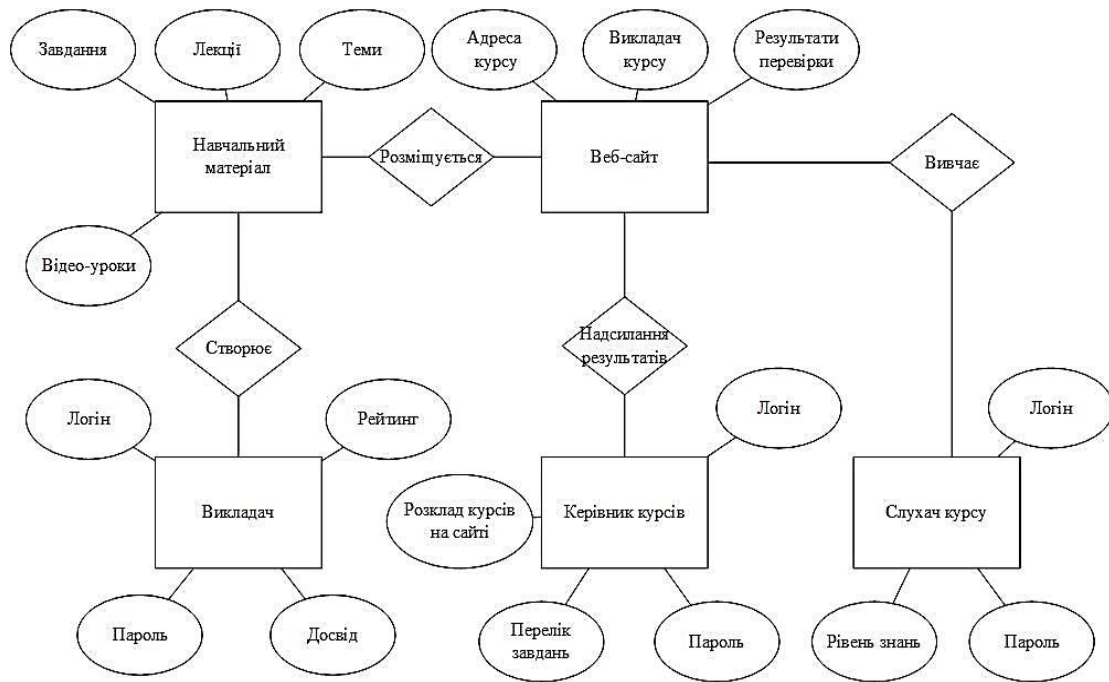 Завдання
Лекції
Теми
Адреса
курсу
Викладач
курсу
Результати
перевірки
Навчальний
матеріал
Розміщується
Веб-сайт
Вивчає
Відео-уроки
Створює
Надсилання
результатів
Логін
Рейтинг
Логін
Логін
Викладач
Розклад курсів
на сайті
Керівник курсів
Слухач курсу
Пароль
Досвід
Перелік
завдань
Пароль
Рівень знань
Пароль